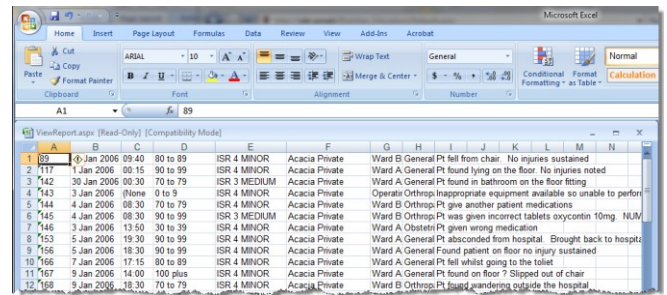 Microsoft Excel
Home Insert Page Layout Formulas Data Review View Add-Ins Acrobat
Cut
Copy
Format Painter
Paste
ARIAL 10
Wrap Text
Merge & Center
General
Conditional Formatting
Format as Table
Normal
Calculation
Clipboard Font Alignment Number
A1 fx 89
ViewReport.aspx [Read-Only] [Compatibility Mode]
A B C D E F G H I J K L M N
1 89 Jan 2006 09:40 80 to 89 ISR 4 MINOR Acacia Private Ward B General Pt fell from chair. No injuries sustained
2 117 1 Jan 2006 00:15 90 to 99 ISR 4 MINOR Acacia Private Ward A General Pt found lying on the floor. No injuries noted
3 142 30 Jan 2006 00:30 70 to 79 ISR 3 MEDIUM Acacia Private Ward A General Pt found in bathroom on the floor fitting
4 143 3 Jan 2006 (None 0 to 9 ISR 4 MINOR Acacia Private Operatin Orthrop Inappropriate equipment available so unable to perfor
5 144 4 Jan 2006 08:30 70 to 79 ISR 4 MINOR Acacia Private Ward B Orthrop Pt give another patient medications
6 145 4 Jan 2006 08:30 90 to 99 ISR 3 MEDIUM Acacia Private Ward B Orthrop Pt was given incorrect tablets oxycontin 10mg. NUM
7 146 3 Jan 2006 13:50 30 to 39 ISR 4 MINOR Acacia Private Ward A Obstetri Pt given wrong medication
8 153 5 Jan 2006 19:30 90 to 99 ISR 4 MINOR Acacia Private Ward A General Pt absconded from hospital. Brought back to hospita
9 156 5 Jan 2006 18:30 90 to 99 ISR 4 MINOR Acacia Private Ward A General Found patient on floor no injury sustained
10 166 7 Jan 2006 17:15 80 to 89 ISR 4 MINOR Acacia Private Ward A General Pt fell whilst going to the toliet
11 167 9 Jan 2006 14:00 100 plus ISR 4 MINOR Acacia Private Ward A General Pt found on floor ? Slipped out of chair
12 168 9 Jan 2006 18:30 70 to 79 ISR 4 MINOR Acacia Private Ward B Orthrop Pt found wandering outside the hospital